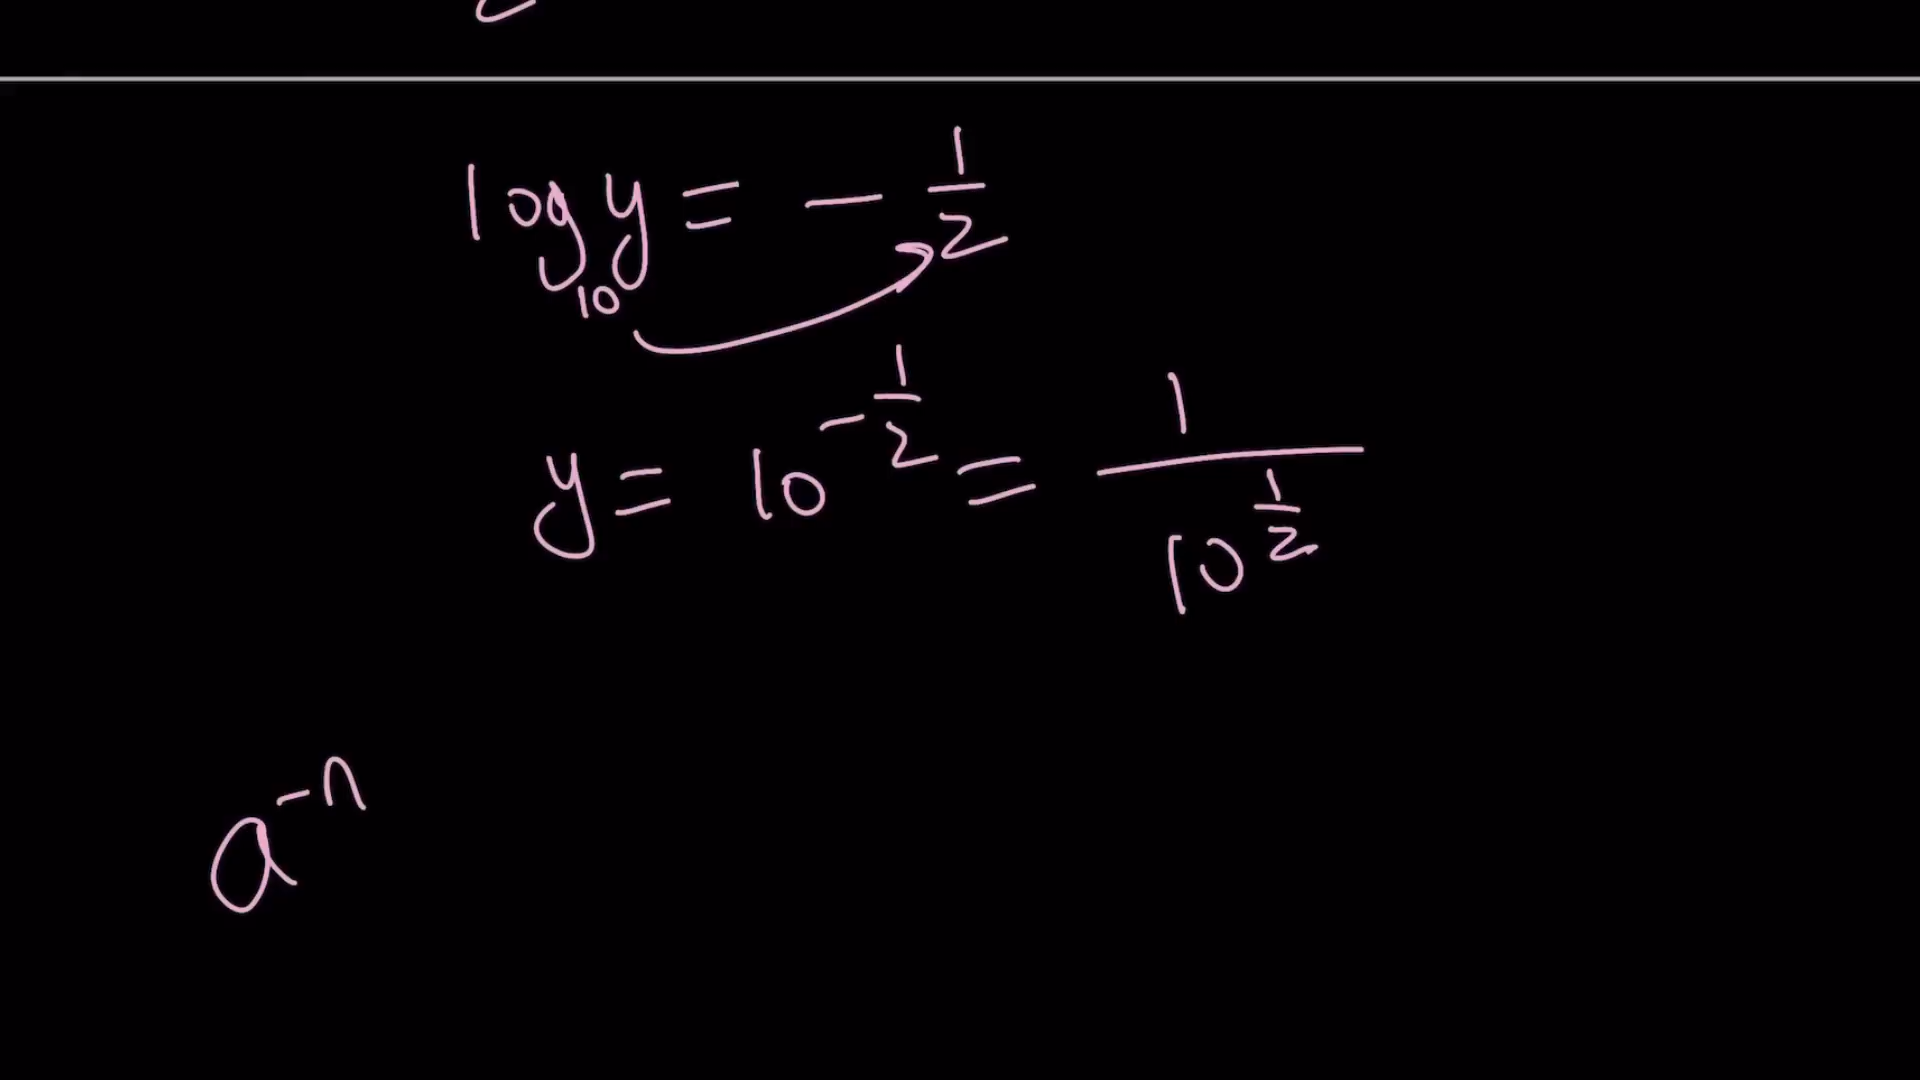 log₁₀ y = - 1/2
y = 10^(-1/2) = 1/10^(1/2)
a^(-n)